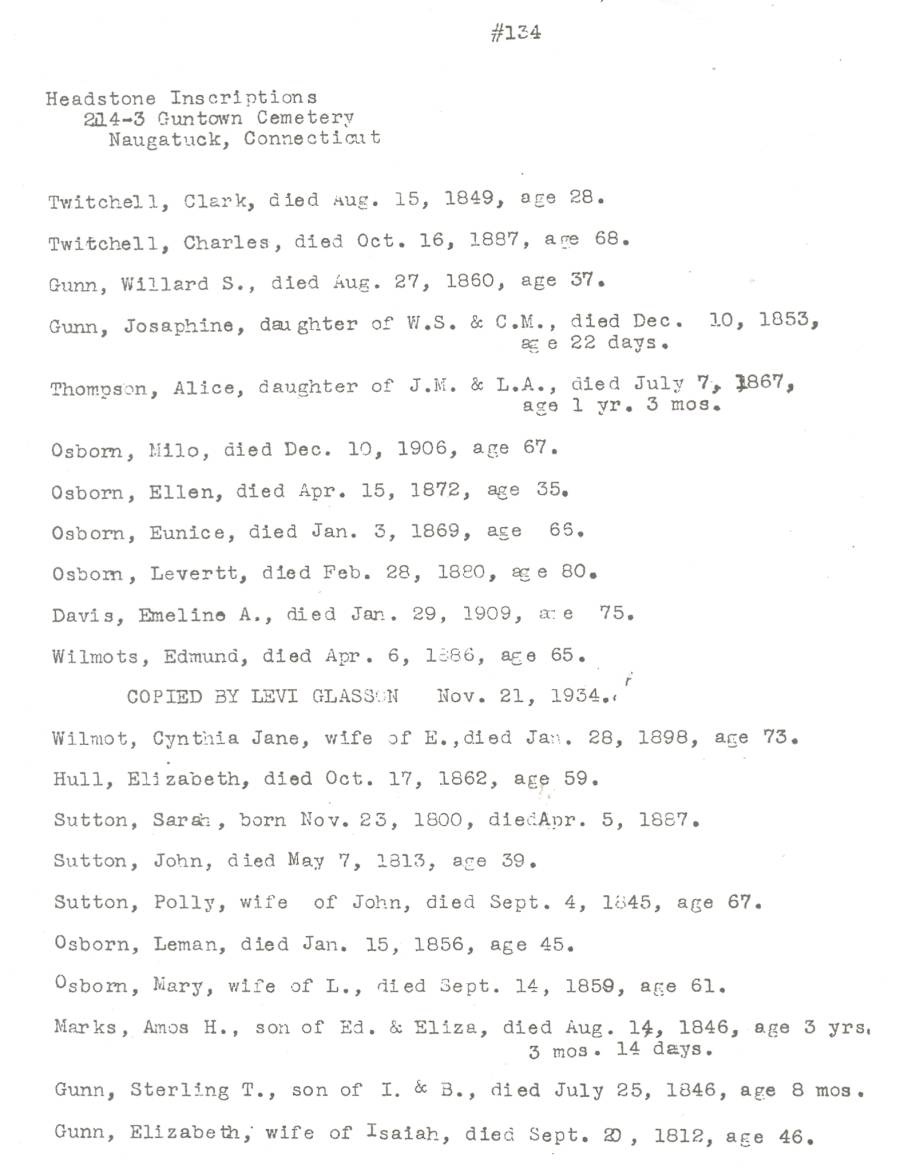 #134
Headstone Inscriptions
214-3 Guntown Cemetery
Naugatuck, Connecticut
Twitchell, Clark, died Aug. 15, 1849, age 28.
Twitchell, Charles, died Oct. 16, 1887, age 68.
Gunn, Willard S., died Aug. 27, 1860, age 37.
Gunn, Josaphine, daughter of W.S. & C.M., died Dec. 10, 1853,
age 22 days.
Thompson, Alice, daughter of J.M. & L.A., died July 7, 1867,
age 1 yr. 3 mos.
Osborn, Milo, died Dec. 10, 1906, age 67.
Osborn, Ellen, died Apr. 15, 1872, age 35.
Osborn, Eunice, died Jan. 3, 1869, age 66.
Osborn, Levertt, died Feb. 28, 1880, age 80.
Davis, Emeline A., died Jan. 29, 1909, age 75.
Wilmots, Edmund, died Apr. 6, 1886, age 65.
COPIED BY LEVI GLASSON Nov. 21, 1934.
Wilmot, Cynthia Jane, wife of E.,died Jan. 28, 1898, age 73.
Hull, Elizabeth, died Oct. 17, 1862, age 59.
Sutton, Sarah, born Nov. 23, 1800, diedApr. 5, 1887.
Sutton, John, died May 7, 1813, age 39.
Sutton, Polly, wife of John, died Sept. 4, 1845, age 67.
Osborn, Leman, died Jan. 15, 1856, age 45.
Osborn, Mary, wife of L., died Sept. 14, 1859, age 61.
Marks, Amos H., son of Ed. & Eliza, died Aug. 14, 1846, age 3 yrs.
3 mos. 14 days.
Gunn, Sterling T., son of I. & B., died July 25, 1846, age 8 mos.
Gunn, Elizabeth, wife of Isaiah, died Sept. 20, 1812, age 46.